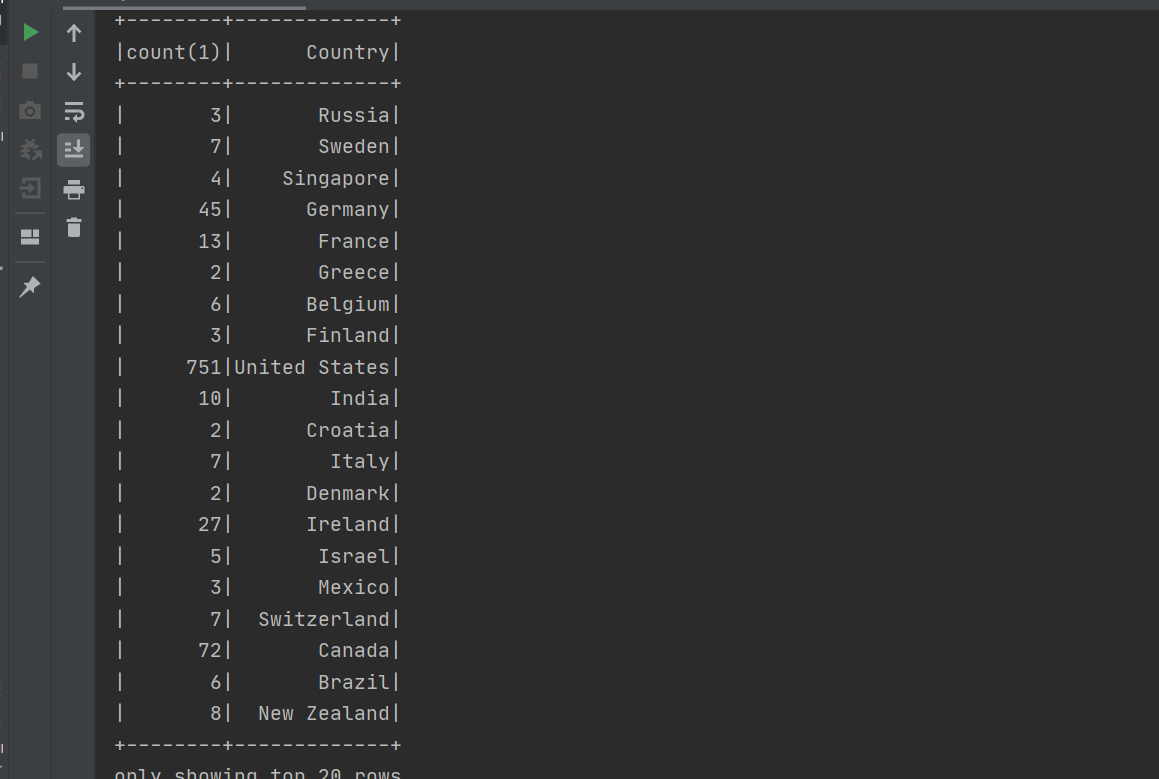 +--------+-------------+
|count(1)|      Country|
+--------+-------------+
|       3|       Russia|
|       7|       Sweden|
|       4|    Singapore|
|      45|      Germany|
|      13|       France|
|       2|       Greece|
|       6|      Belgium|
|       3|      Finland|
|     751|United States|
|      10|        India|
|       2|      Croatia|
|       7|        Italy|
|       2|      Denmark|
|      27|      Ireland|
|       5|       Israel|
|       3|       Mexico|
|       7|  Switzerland|
|      72|       Canada|
|       6|       Brazil|
|       8|  New Zealand|
+--------+-------------+
only showing top 20 rows